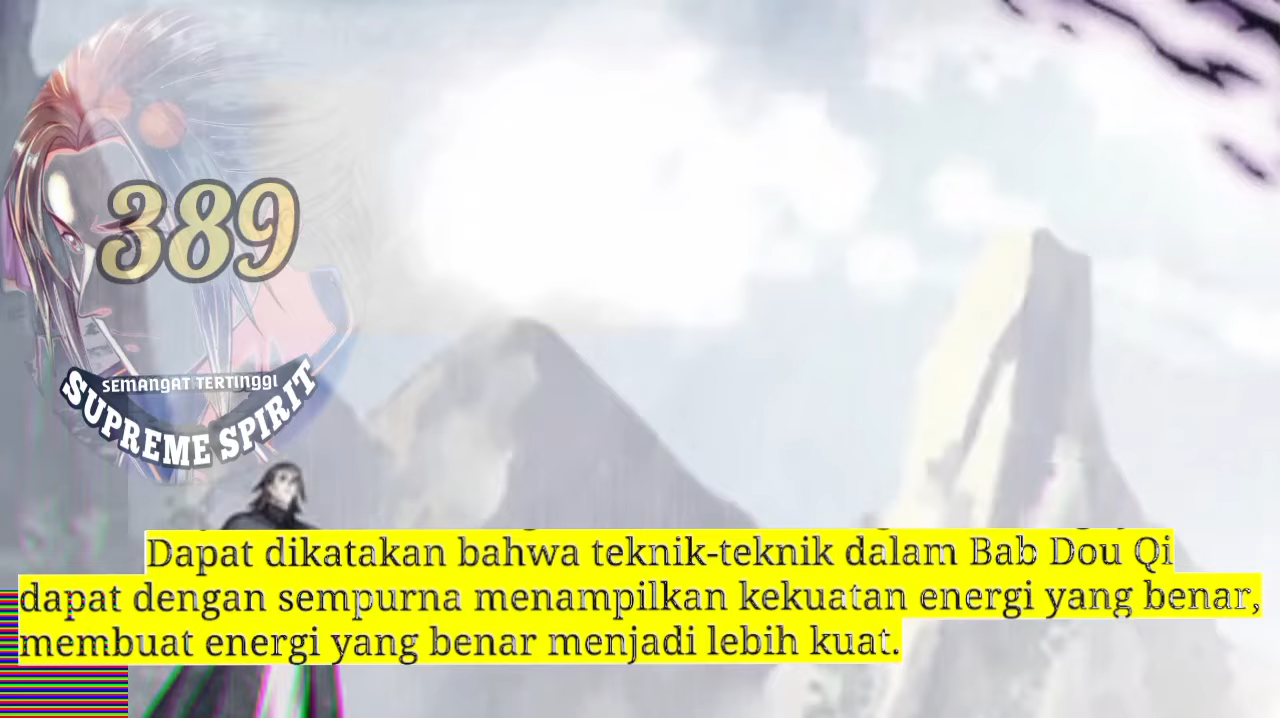 389
SEMANGAT TERTINGGI
SUPREME SPIRIT
Dapat dikatakan bahwa teknik-teknik dalam Bab Dou Qi
dapat dengan sempurna menampilkan kekuatan energi yang benar,
membuat energi yang benar menjadi lebih kuat.